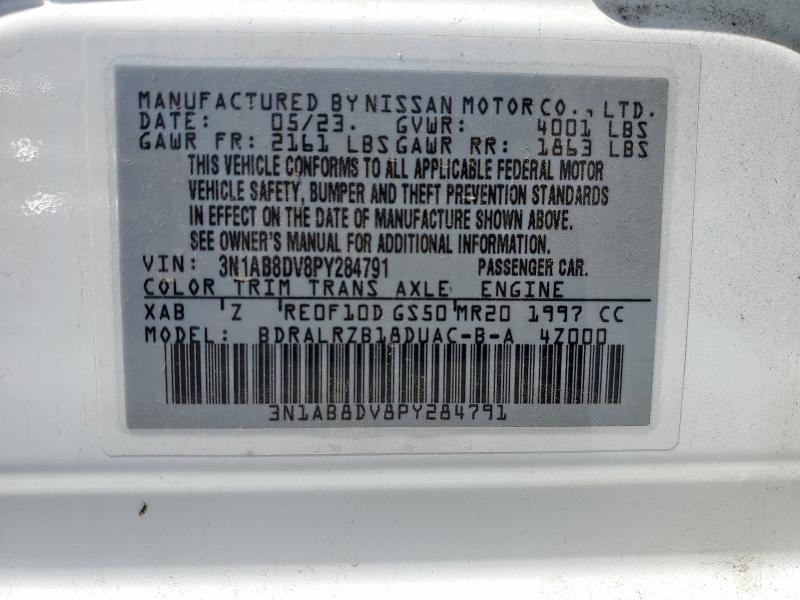 MANUFACTURED BY NISSAN MOTOR CO., LTD.
DATE: 05/23. GVWR: 4001 LBS
GAWR FR: 2161 LBS GAWR RR: 1863 LBS
THIS VEHICLE CONFORMS TO ALL APPLICABLE FEDERAL MOTOR
VEHICLE SAFETY, BUMPER AND THEFT PREVENTION STANDARDS
IN EFFECT ON THE DATE OF MANUFACTURE SHOWN ABOVE.
SEE OWNER'S MANUAL FOR ADDITIONAL INFORMATION.
VIN: 3N1AB8DV8PY284791 PASSENGER CAR.
COLOR TRIM TRANS AXLE ENGINE
XAB Z RE0F10D GS50 MR20 1997 CC
MODEL: BDRALRZB18DUAC-B-A 4Z000
3N1AB8DV8PY284791